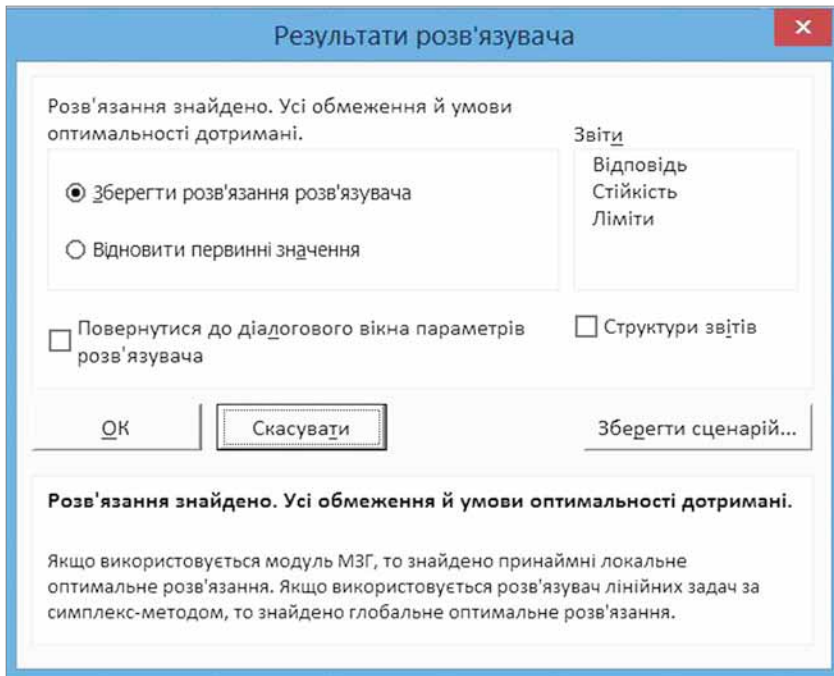 Результати розв'язувача
Розв'язання знайдено. Усі обмеження й умови
оптимальності дотримані.
Звіти
Зберегти розв'язання розв'язувача
Відновити первинні значення
Відповідь
Стійкість
Ліміти
Повернутися до діалогового вікна параметрів
розв'язувача
Структури звітів
ОК
Скасувати
Зберегти сценарій...
Розв'язання знайдено. Усі обмеження й умови оптимальності дотримані.
Якщо використовується модуль МЗГ, то знайдено принаймні локальне
оптимальне розв'язання. Якщо використовується розв'язувач лінійних задач за
симплекс-методом, то знайдено глобальне оптимальне розв'язання.